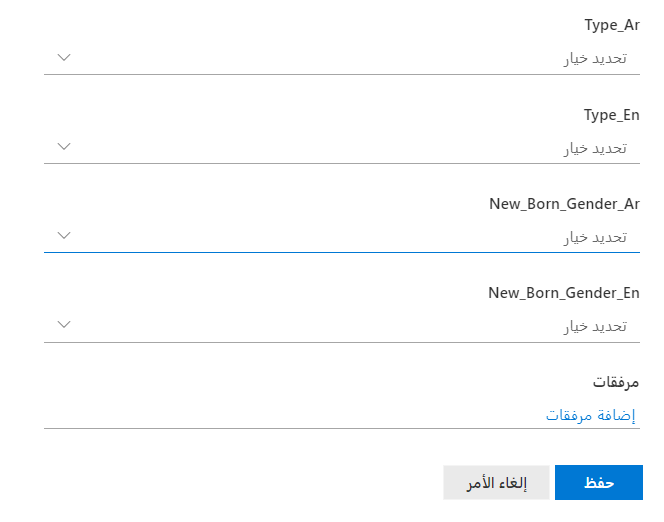 Type_Ar
تحديد خيار
Type_En
تحديد خيار
New_Born_Gender_Ar
تحديد خيار
New_Born_Gender_En
تحديد خيار
مرفقات
إضافة مرفقات
حفظ
إلغاء الأمر